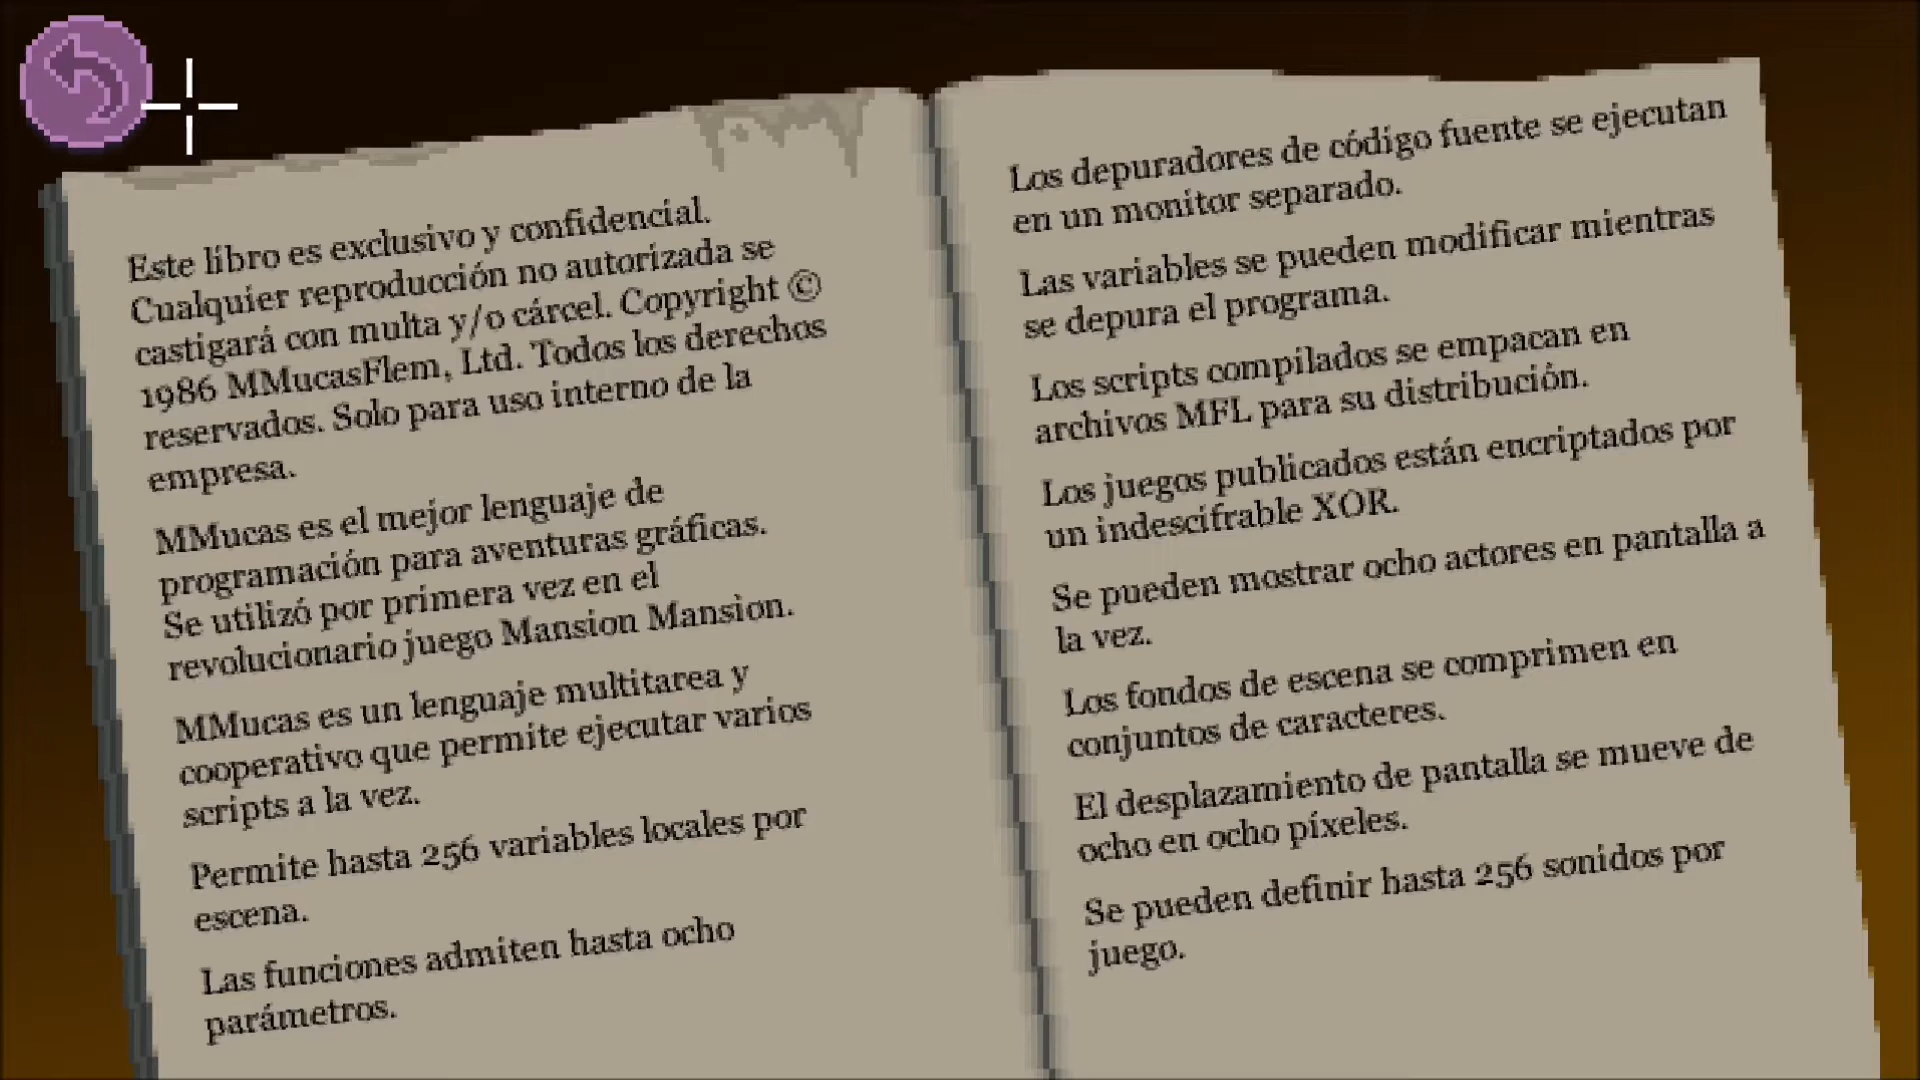 Este libro es exclusivo y confidencial.
Cualquier reproducción no autorizada se
castigará con multa y/o cárcel. Copyright ©
1986 MMucasFlem, Ltd. Todos los derechos
reservados. Solo para uso interno de la
empresa.
MMucas es el mejor lenguaje de
programación para aventuras gráficas.
Se utilizó por primera vez en el
revolucionario juego Mansion Mansion.
MMucas es un lenguaje multitarea y
cooperativo que permite ejecutar varios
scripts a la vez.
Permite hasta 256 variables locales por
escena.
Las funciones admiten hasta ocho
parámetros.
Los depuradores de código fuente se ejecutan
en un monitor separado.
Las variables se pueden modificar mientras
se depura el programa.
Los scripts compilados se empacan en
archivos MFL para su distribución.
Los juegos publicados están encriptados por
un indescifrable XOR.
Se pueden mostrar ocho actores en pantalla a
la vez.
Los fondos de escena se comprimen en
conjuntos de caracteres.
El desplazamiento de pantalla se mueve de
ocho en ocho píxeles.
Se pueden definir hasta 256 sonidos por
juego.